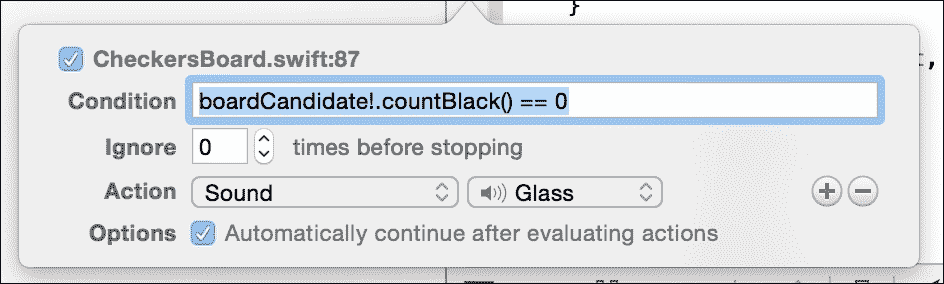 }
CheckersBoard.swift:87
Condition boardCandidate!.countBlack() == 0
Ignore 0 times before stopping
Action Sound Glass
Options Automatically continue after evaluating actions